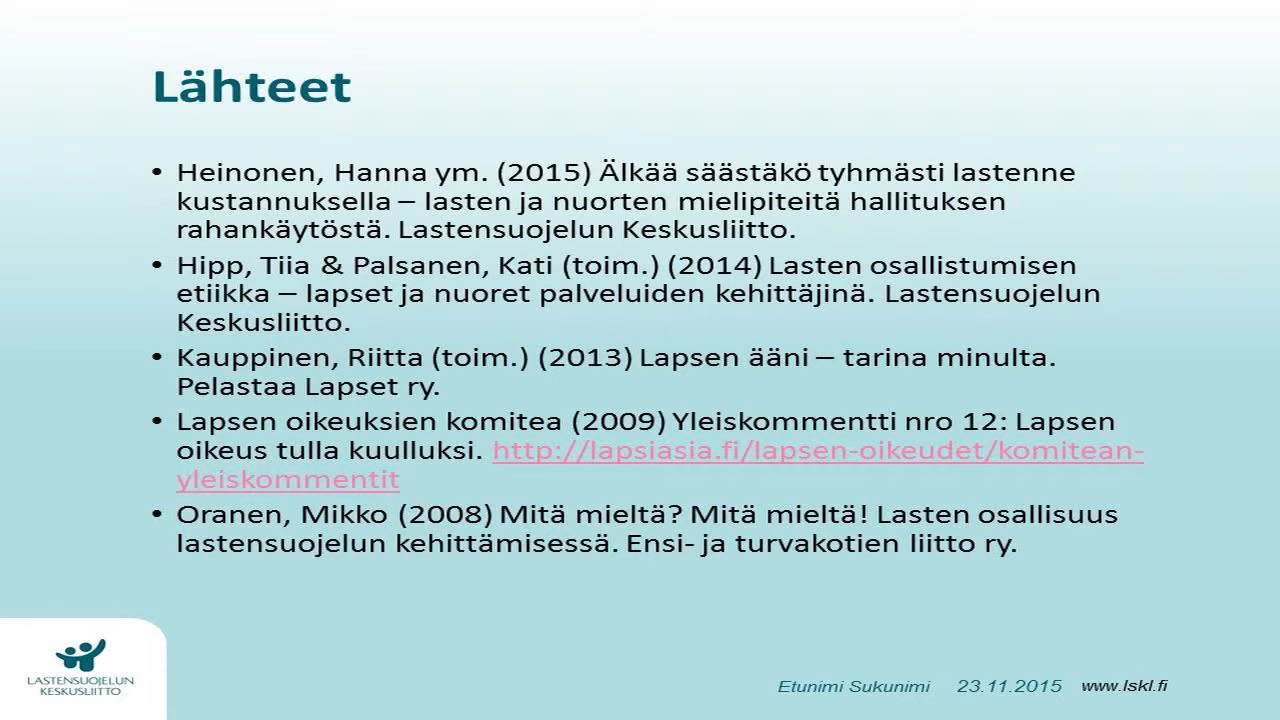 Lähteet
• Heinonen, Hanna ym. (2015) Älkää säästäkö tyhmästi lastenne
kustannuksella – lasten ja nuorten mielipiteitä hallituksen
rahankäytöstä. Lastensuojelun Keskusliitto.
• Hipp, Tiia & Palsanen, Kati (toim.) (2014) Lasten osallistumisen
etiikka – lapset ja nuoret palveluiden kehittäjinä. Lastensuojelun
Keskusliitto.
• Kauppinen, Riitta (toim.) (2013) Lapsen ääni – tarina minulta.
Pelastaa Lapset ry.
• Lapsen oikeuksien komitea (2009) Yleiskommentti nro 12: Lapsen
oikeus tulla kuulluksi. http://lapsiasia.fi/lapsen-oikeudet/komitean-
yleiskommentit
• Oranen, Mikko (2008) Mitä mieltä? Mitä mieltä! Lasten osallisuus
lastensuojelun kehittämisessä. Ensi- ja turvakotien liitto ry.
LASTENSUOJELUN
KESKUSLIITTO
Etunimi Sukunimi 23.11.2015 www.lskl.fi